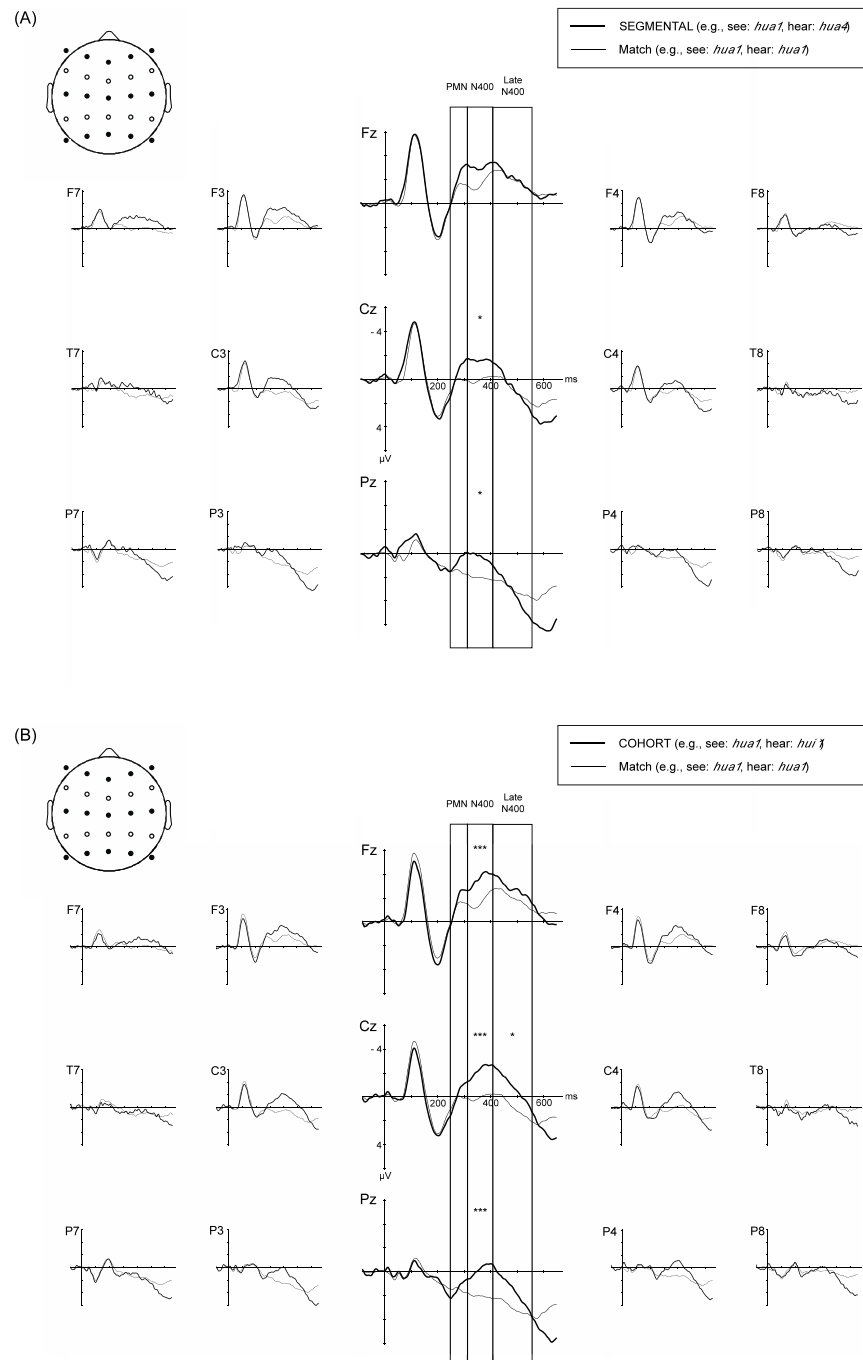 (A)
SEGMENTAL (e.g., see: hua1, hear: hua4)
Match (e.g., see: hua1, hear: hua1)
PMN N400 Late N400
Fz
F7 F3 F4 F8
Cz
*
- 4
T7 C3 C4 T8
200 400 600 ms
4
µV
Pz
*
P7 P3 P4 P8
(B)
COHORT (e.g., see: hua1, hear: hui1)
Match (e.g., see: hua1, hear: hua1)
PMN N400 Late N400
Fz
***
F7 F3 F4 F8
Cz
*** *
- 4
T7 C3 C4 T8
200 400 600 ms
4
µV
Pz
***
P7 P3 P4 P8